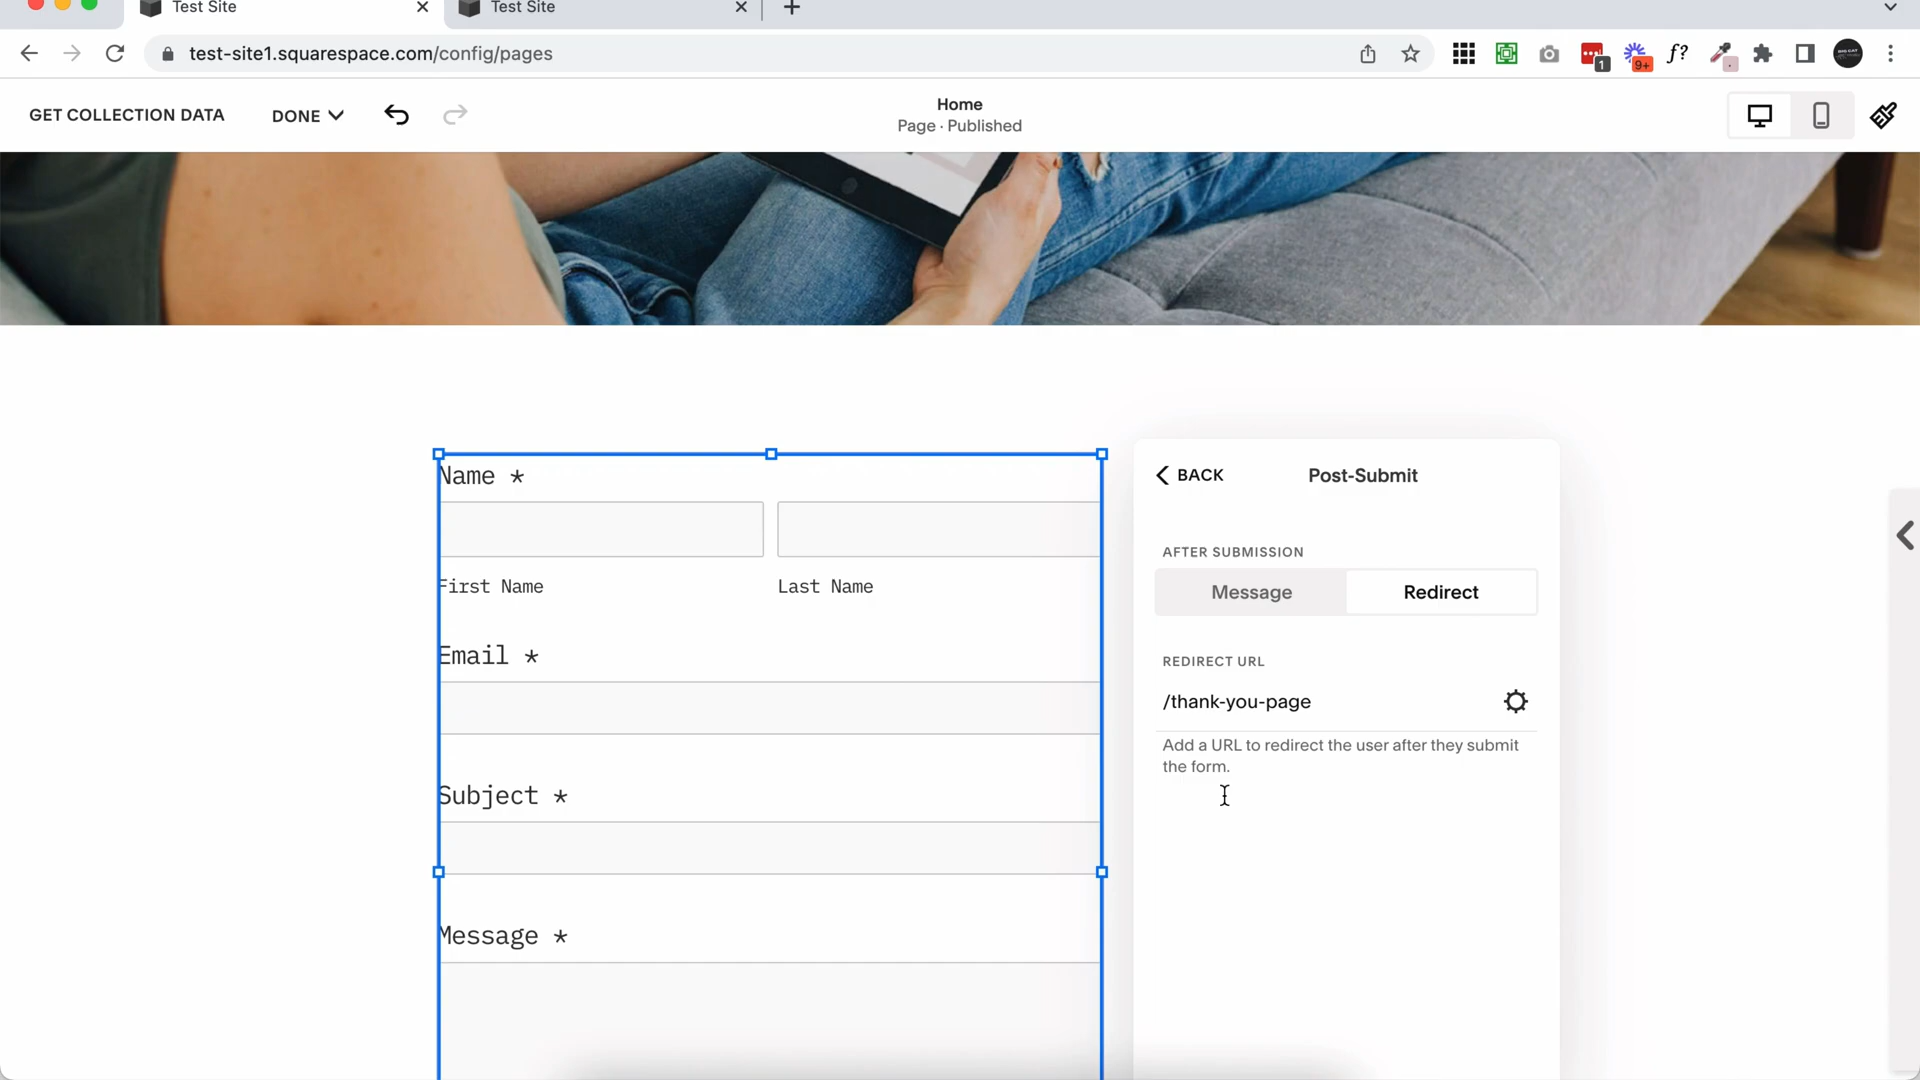 Test Site
Test Site
test-site1.squarespace.com/config/pages
1
9+
f?
GET COLLECTION DATA
DONE
Home
Page · Published
Name *
First Name
Last Name
Email *
Subject *
Message *
BACK
Post-Submit
AFTER SUBMISSION
Message
Redirect
REDIRECT URL
/thank-you-page
Add a URL to redirect the user after they submit
the form.